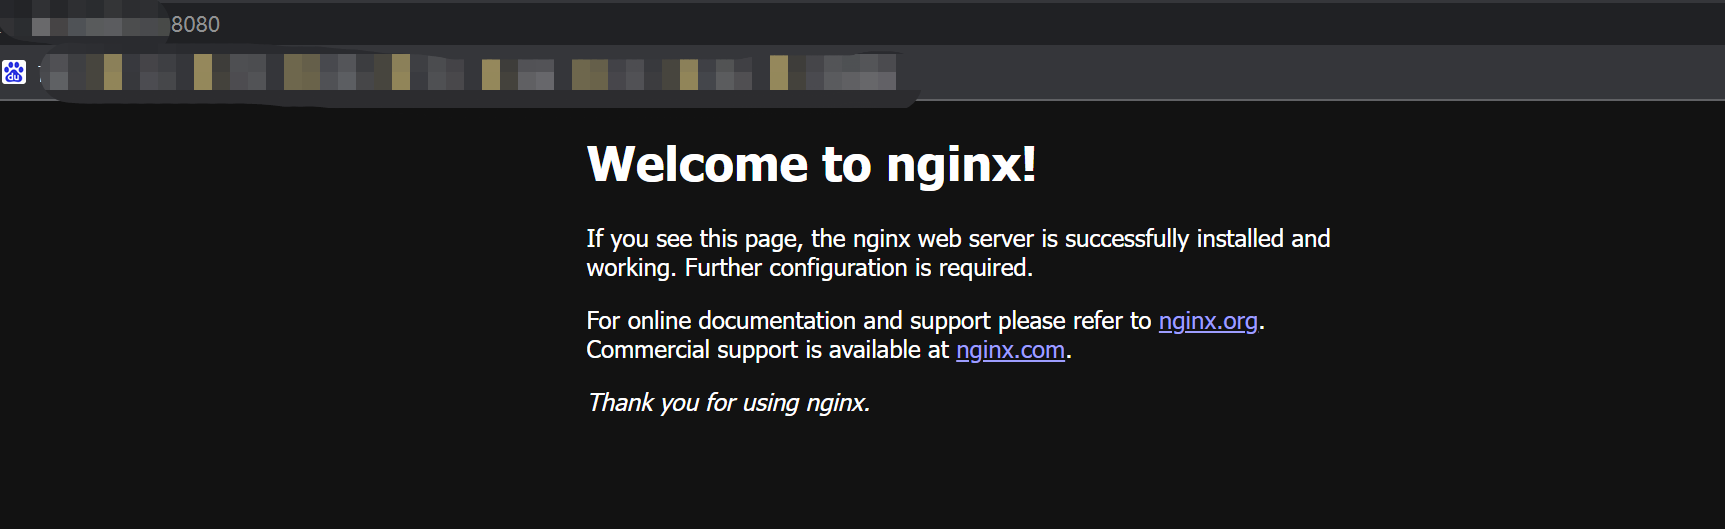 8080
du
Welcome to nginx!
If you see this page, the nginx web server is successfully installed and
working. Further configuration is required.
For online documentation and support please refer to nginx.org.
Commercial support is available at nginx.com.
Thank you for using nginx.